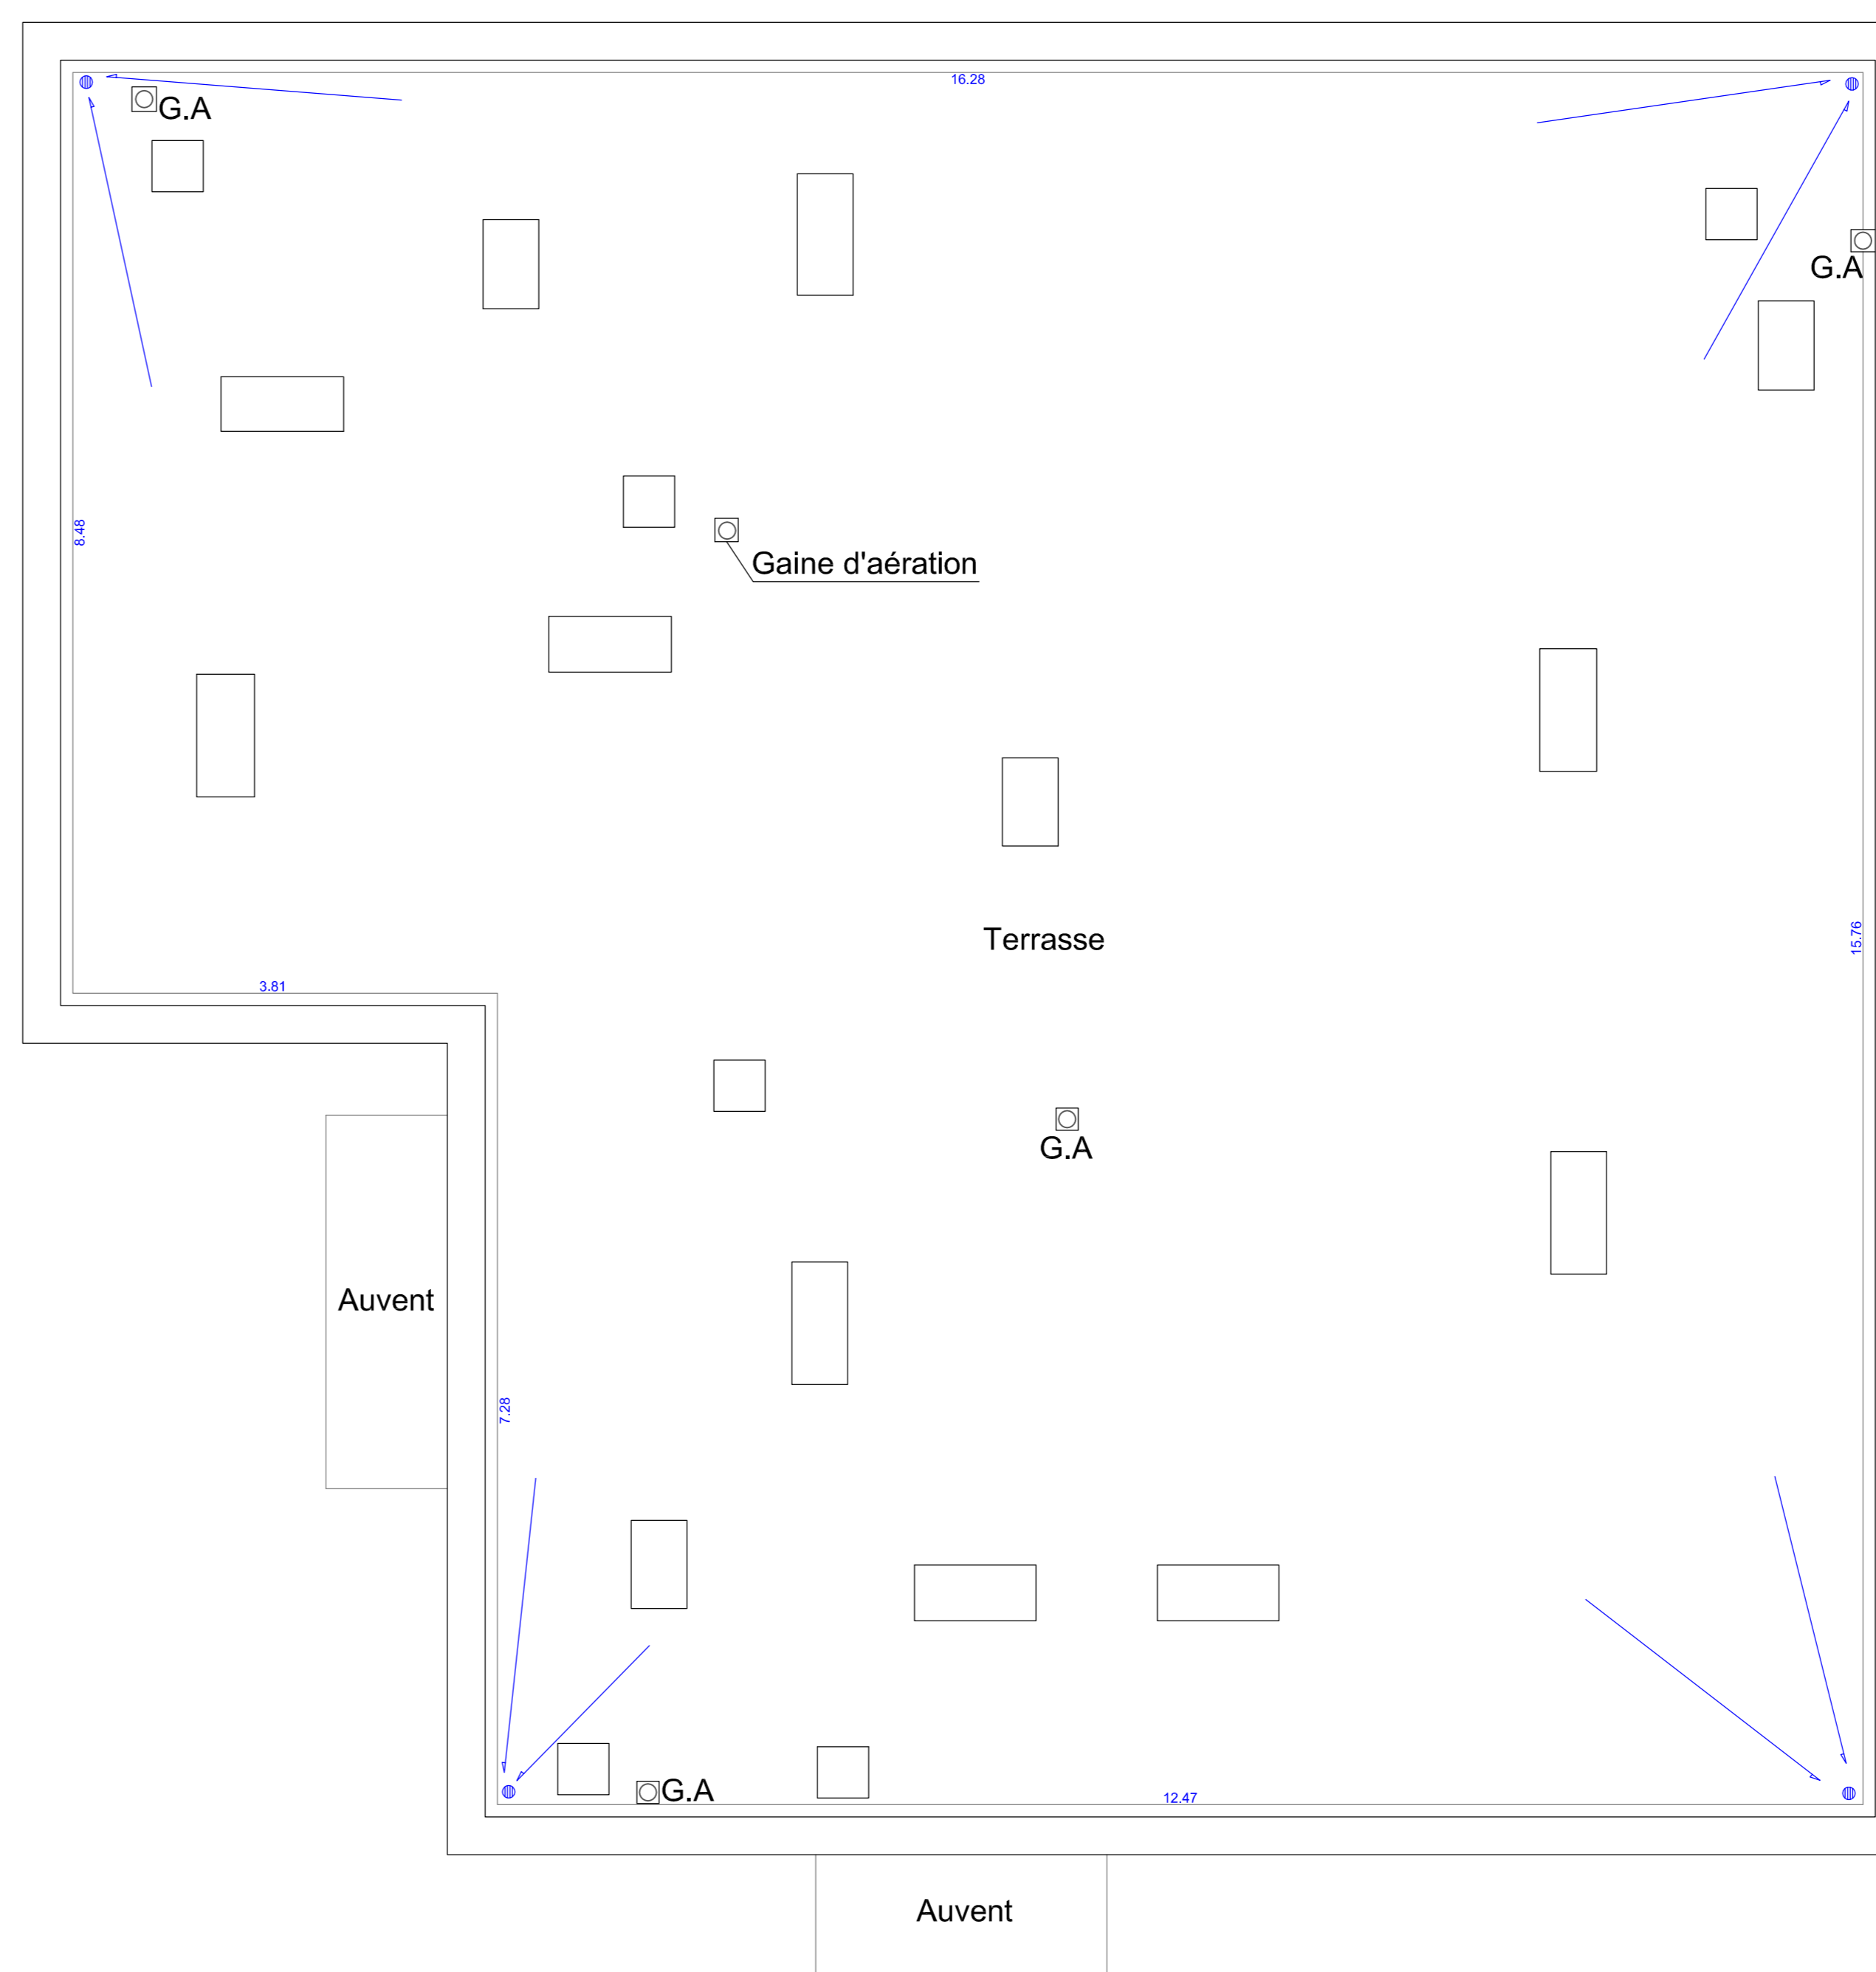 16.28
G.A
G.A
8.48
Gaine d'aération
15.76
Terrasse
3.81
G.A
Auvent
7.28
G.A
12.47
Auvent